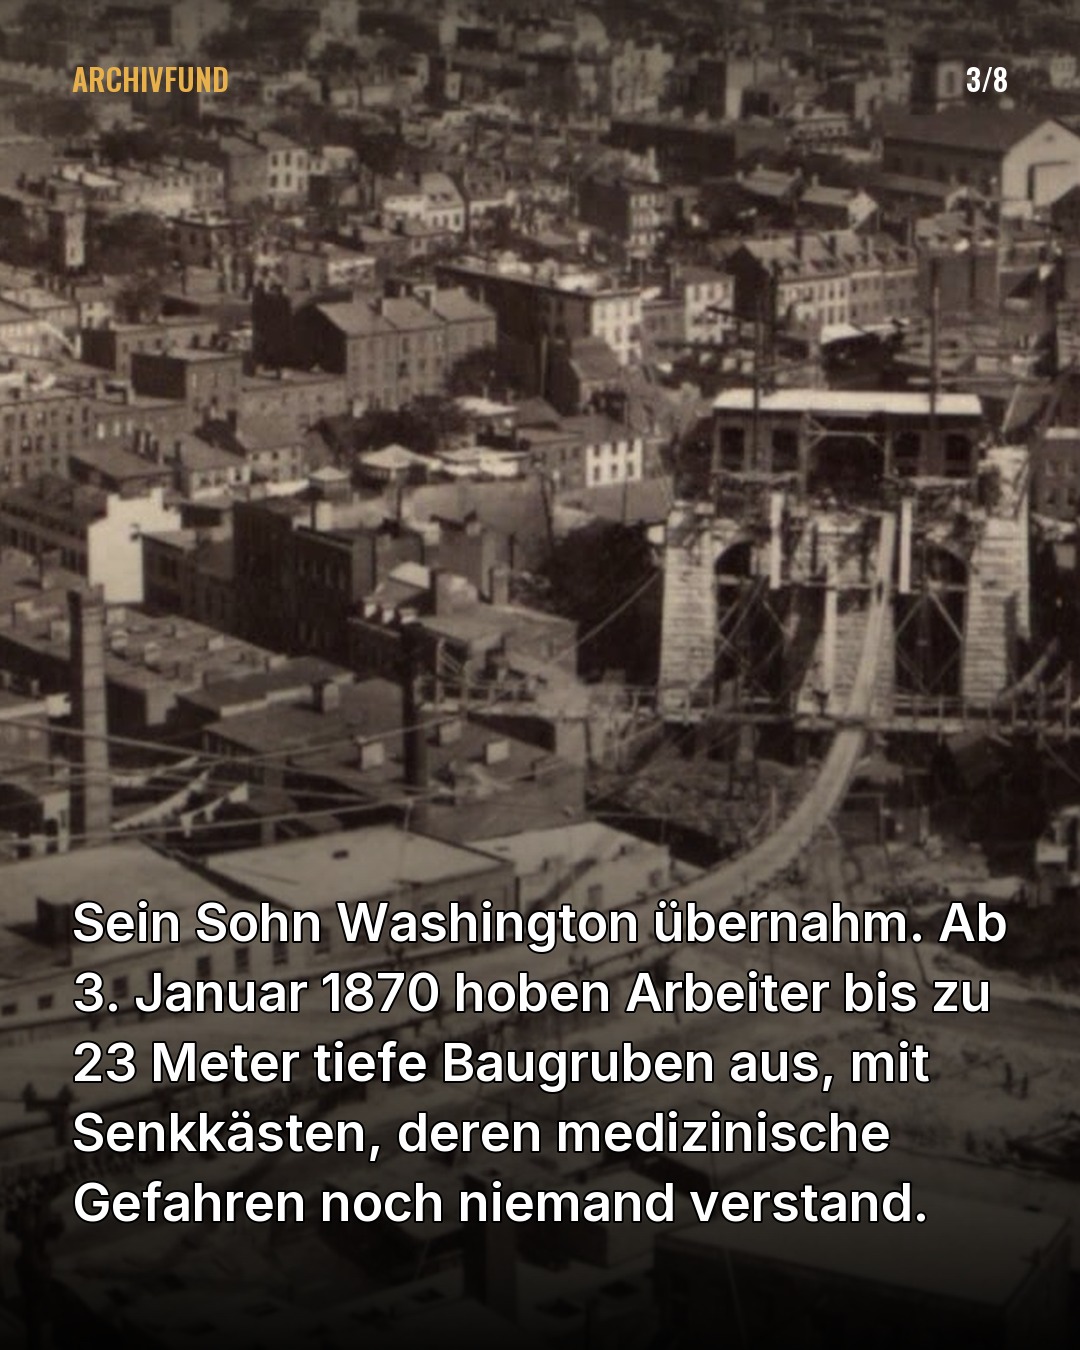 ARCHIVFUND
3/8
Sein Sohn Washington übernahm. Ab
3. Januar 1870 hoben Arbeiter bis zu
23 Meter tiefe Baugruben aus, mit
Senkkästen, deren medizinische
Gefahren noch niemand verstand.